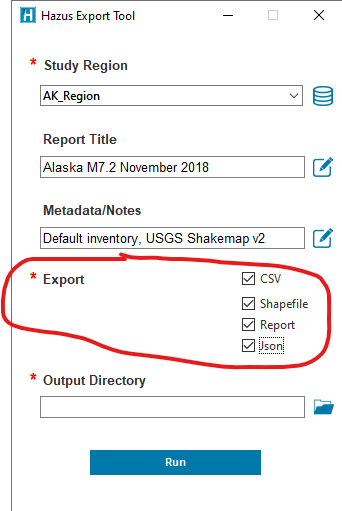 H Hazus Export Tool
* Study Region
AK_Region
Report Title
Alaska M7.2 November 2018
Metadata/Notes
Default inventory, USGS Shakemap v2
* Export
CSV
Shapefile
Report
Json
* Output Directory
Run